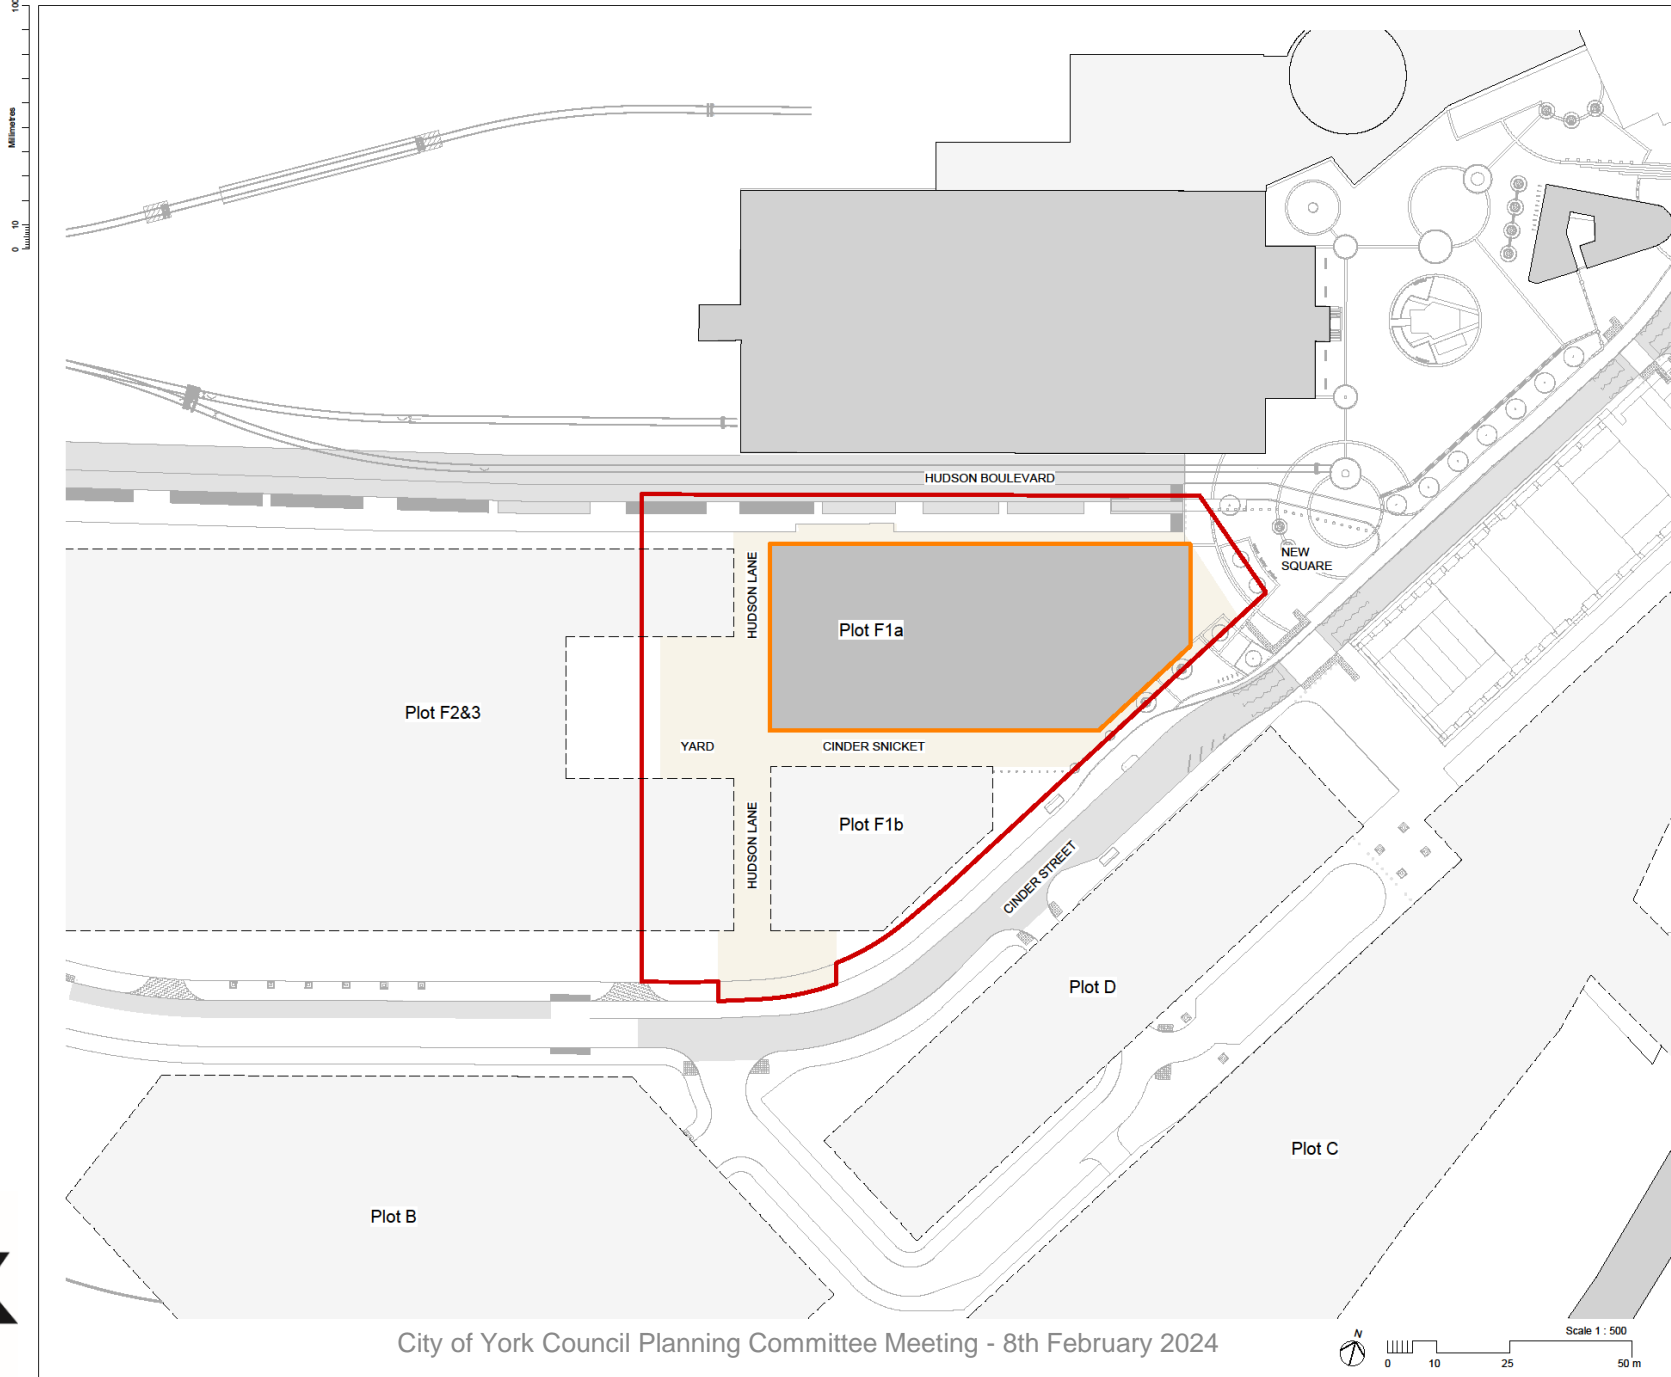 100
Millimetres
10
0
HUDSON BOULEVARD
NEW
SQUARE
HUDSON LANE
Plot F1a
Plot F2&3
YARD
CINDER SNICKET
HUDSON LANE
Plot F1b
CINDER STREET
Plot D
Plot C
Plot B
City of York Council Planning Committee Meeting - 8th February 2024
N
Scale 1 : 500
0 10 25 50 m